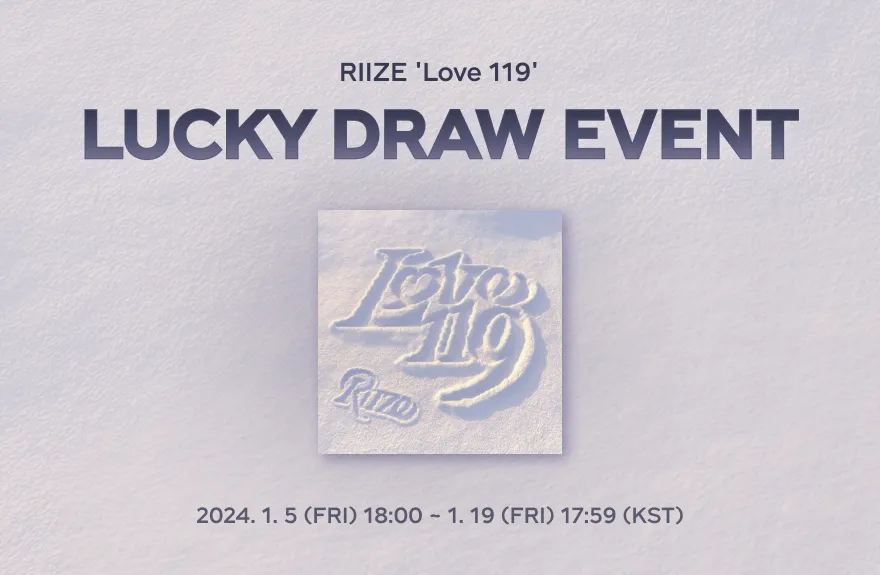 RIIZE 'Love 119'
LUCKY DRAW EVENT
Love
119
Riize
2024. 1. 5 (FRI) 18:00 ~ 1. 19 (FRI) 17:59 (KST)